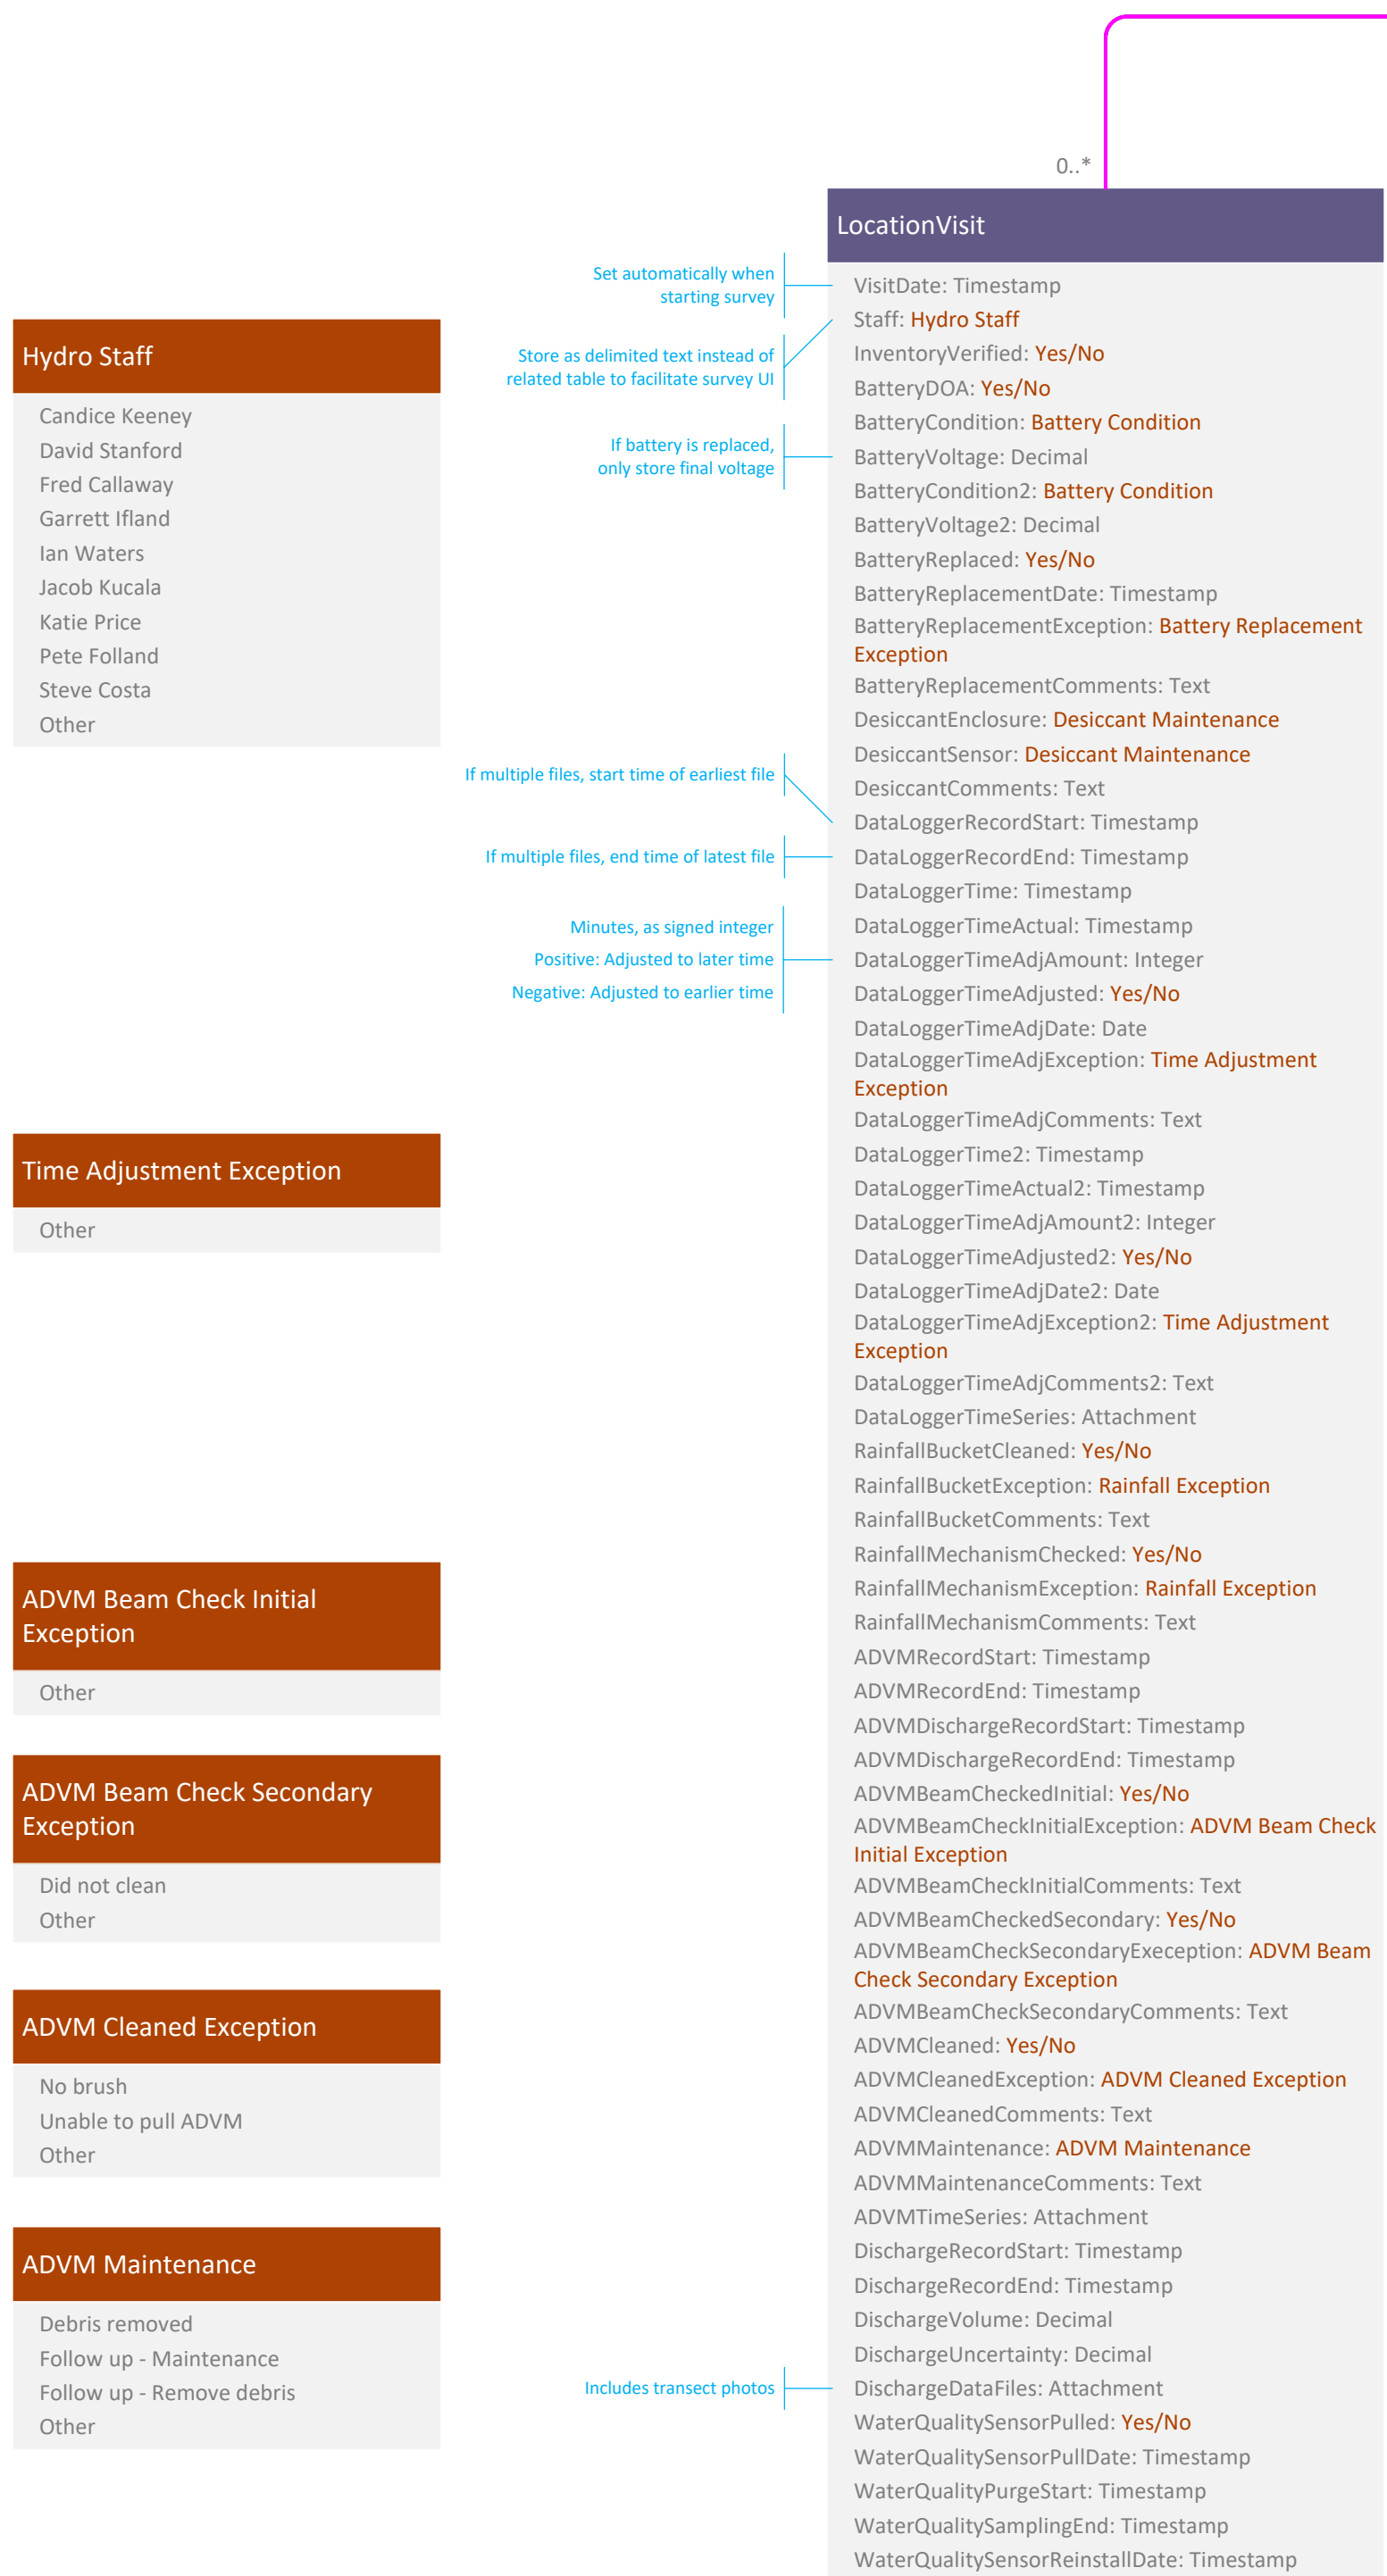 0..*
LocationVisit
Set automatically when
starting survey
Store as delimited text instead of
related table to facilitate survey UI
If battery is replaced,
only store final voltage
If multiple files, start time of earliest file
If multiple files, end time of latest file
Minutes, as signed integer
Positive: Adjusted to later time
Negative: Adjusted to earlier time
Includes transect photos
VisitDate: Timestamp
Staff: Hydro Staff
InventoryVerified: Yes/No
BatteryDOA: Yes/No
BatteryCondition: Battery Condition
BatteryVoltage: Decimal
BatteryCondition2: Battery Condition
BatteryVoltage2: Decimal
BatteryReplaced: Yes/No
BatteryReplacementDate: Timestamp
BatteryReplacementException: Battery Replacement
Exception
BatteryReplacementComments: Text
DesiccantEnclosure: Desiccant Maintenance
DesiccantSensor: Desiccant Maintenance
DesiccantComments: Text
DataLoggerRecordStart: Timestamp
DataLoggerRecordEnd: Timestamp
DataLoggerTime: Timestamp
DataLoggerTimeActual: Timestamp
DataLoggerTimeAdjAmount: Integer
DataLoggerTimeAdjusted: Yes/No
DataLoggerTimeAdjDate: Date
DataLoggerTimeAdjException: Time Adjustment
Exception
DataLoggerTimeAdjComments: Text
DataLoggerTime2: Timestamp
DataLoggerTimeActual2: Timestamp
DataLoggerTimeAdjAmount2: Integer
DataLoggerTimeAdjusted2: Yes/No
DataLoggerTimeAdjDate2: Date
DataLoggerTimeAdjException2: Time Adjustment
Exception
DataLoggerTimeAdjComments2: Text
DataLoggerTimeSeries: Attachment
RainfallBucketCleaned: Yes/No
RainfallBucketException: Rainfall Exception
RainfallBucketComments: Text
RainfallMechanismChecked: Yes/No
RainfallMechanismException: Rainfall Exception
RainfallMechanismComments: Text
ADVMRecordStart: Timestamp
ADVMRecordEnd: Timestamp
ADVMDischargeRecordStart: Timestamp
ADVMDischargeRecordEnd: Timestamp
ADVMBeamCheckedInitial: Yes/No
ADVMBeamCheckInitialException: ADVM Beam Check
Initial Exception
ADVMBeamCheckInitialComments: Text
ADVMBeamCheckedSecondary: Yes/No
ADVMBeamCheckSecondaryExeception: ADVM Beam
Check Secondary Exception
ADVMBeamCheckSecondaryComments: Text
ADVMCleaned: Yes/No
ADVMCleanedException: ADVM Cleaned Exception
ADVMCleanedComments: Text
ADVMMaintenance: ADVM Maintenance
ADVMMaintenanceComments: Text
ADVMTimeSeries: Attachment
DischargeRecordStart: Timestamp
DischargeRecordEnd: Timestamp
DischargeVolume: Decimal
DischargeUncertainty: Decimal
DischargeDataFiles: Attachment
WaterQualitySensorPulled: Yes/No
WaterQualitySensorPullDate: Timestamp
WaterQualityPurgeStart: Timestamp
WaterQualitySamplingEnd: Timestamp
WaterQualitySensorReinstallDate: Timestamp
Hydro Staff
Candice Keeney
David Stanford
Fred Callaway
Garrett Ifland
Ian Waters
Jacob Kucala
Katie Price
Pete Folland
Steve Costa
Other
Time Adjustment Exception
Other
ADVM Beam Check Initial
Exception
Other
ADVM Beam Check Secondary
Exception
Did not clean
Other
ADVM Cleaned Exception
No brush
Unable to pull ADVM
Other
ADVM Maintenance
Debris removed
Follow up - Maintenance
Follow up - Remove debris
Other